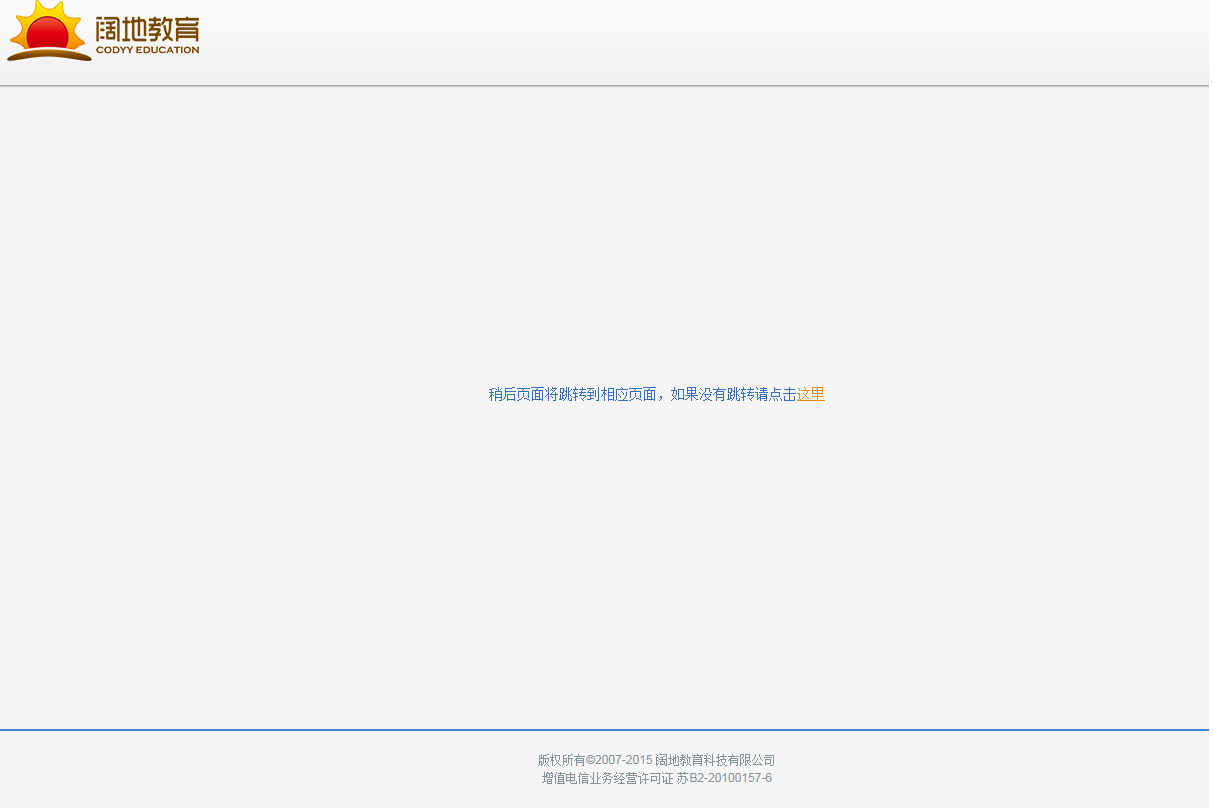 阔地教育
CODYY EDUCATION
稍后页面将跳转到相应页面，如果没有跳转请点击这里
版权所有©2007-2015 阔地教育科技有限公司
增值电信业务经营许可证 苏B2-20100157-6